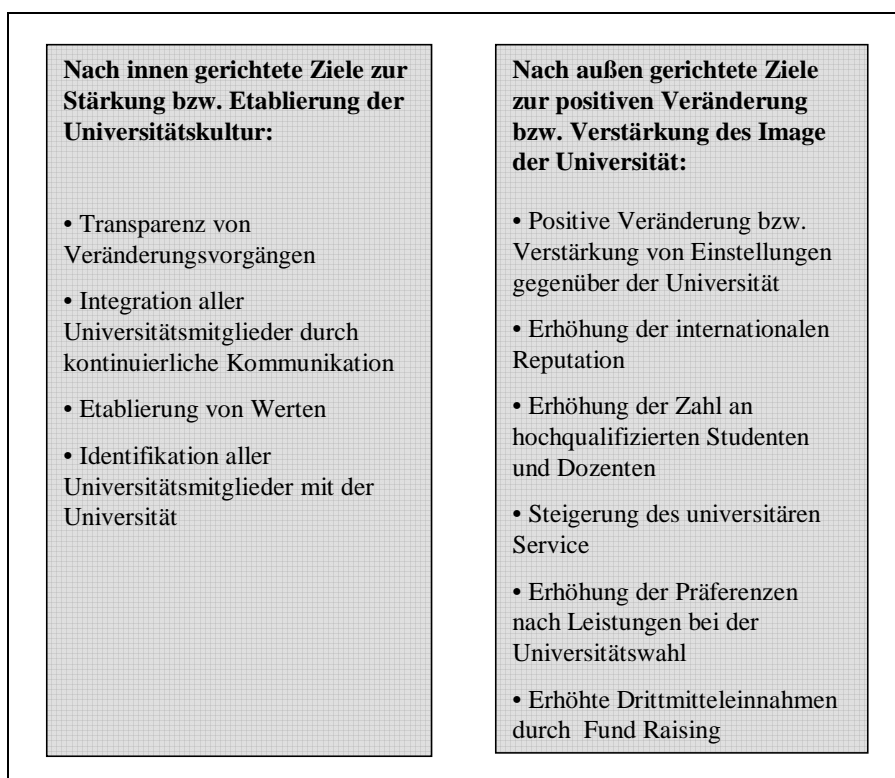 Nach innen gerichtete Ziele zur
Stärkung bzw. Etablierung der
Universitätskultur:
• Transparenz von
Veränderungsvorgängen
• Integration aller
Universitätsmitglieder durch
kontinuierliche Kommunikation
• Etablierung von Werten
• Identifikation aller
Universitätsmitglieder mit der
Universität
Nach außen gerichtete Ziele
zur positiven Veränderung
bzw. Verstärkung des Image
der Universität:
• Positive Veränderung bzw.
Verstärkung von Einstellungen
gegenüber der Universität
• Erhöhung der internationalen
Reputation
• Erhöhung der Zahl an
hochqualifizierten Studenten
und Dozenten
• Steigerung des universitären
Service
• Erhöhung der Präferenzen
nach Leistungen bei der
Universitätswahl
• Erhöhte Drittmitteleinnahmen
durch Fund Raising